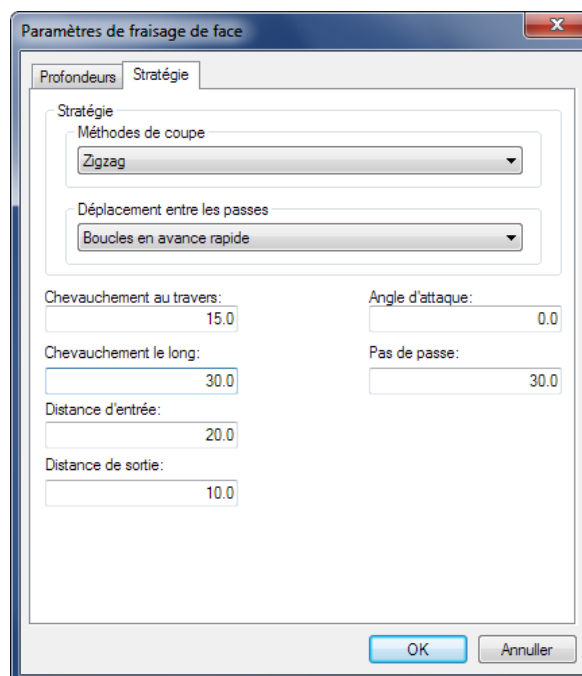 Paramètres de fraisage de face
Profondeurs
Stratégie
Stratégie
Méthodes de coupe
Zigzag
Déplacement entre les passes
Boucles en avance rapide
Chevauchement au travers:
15.0
Angle d'attaque:
0.0
Chevauchement le long:
30.0
Pas de passe:
30.0
Distance d'entrée:
20.0
Distance de sortie:
10.0
OK
Annuller